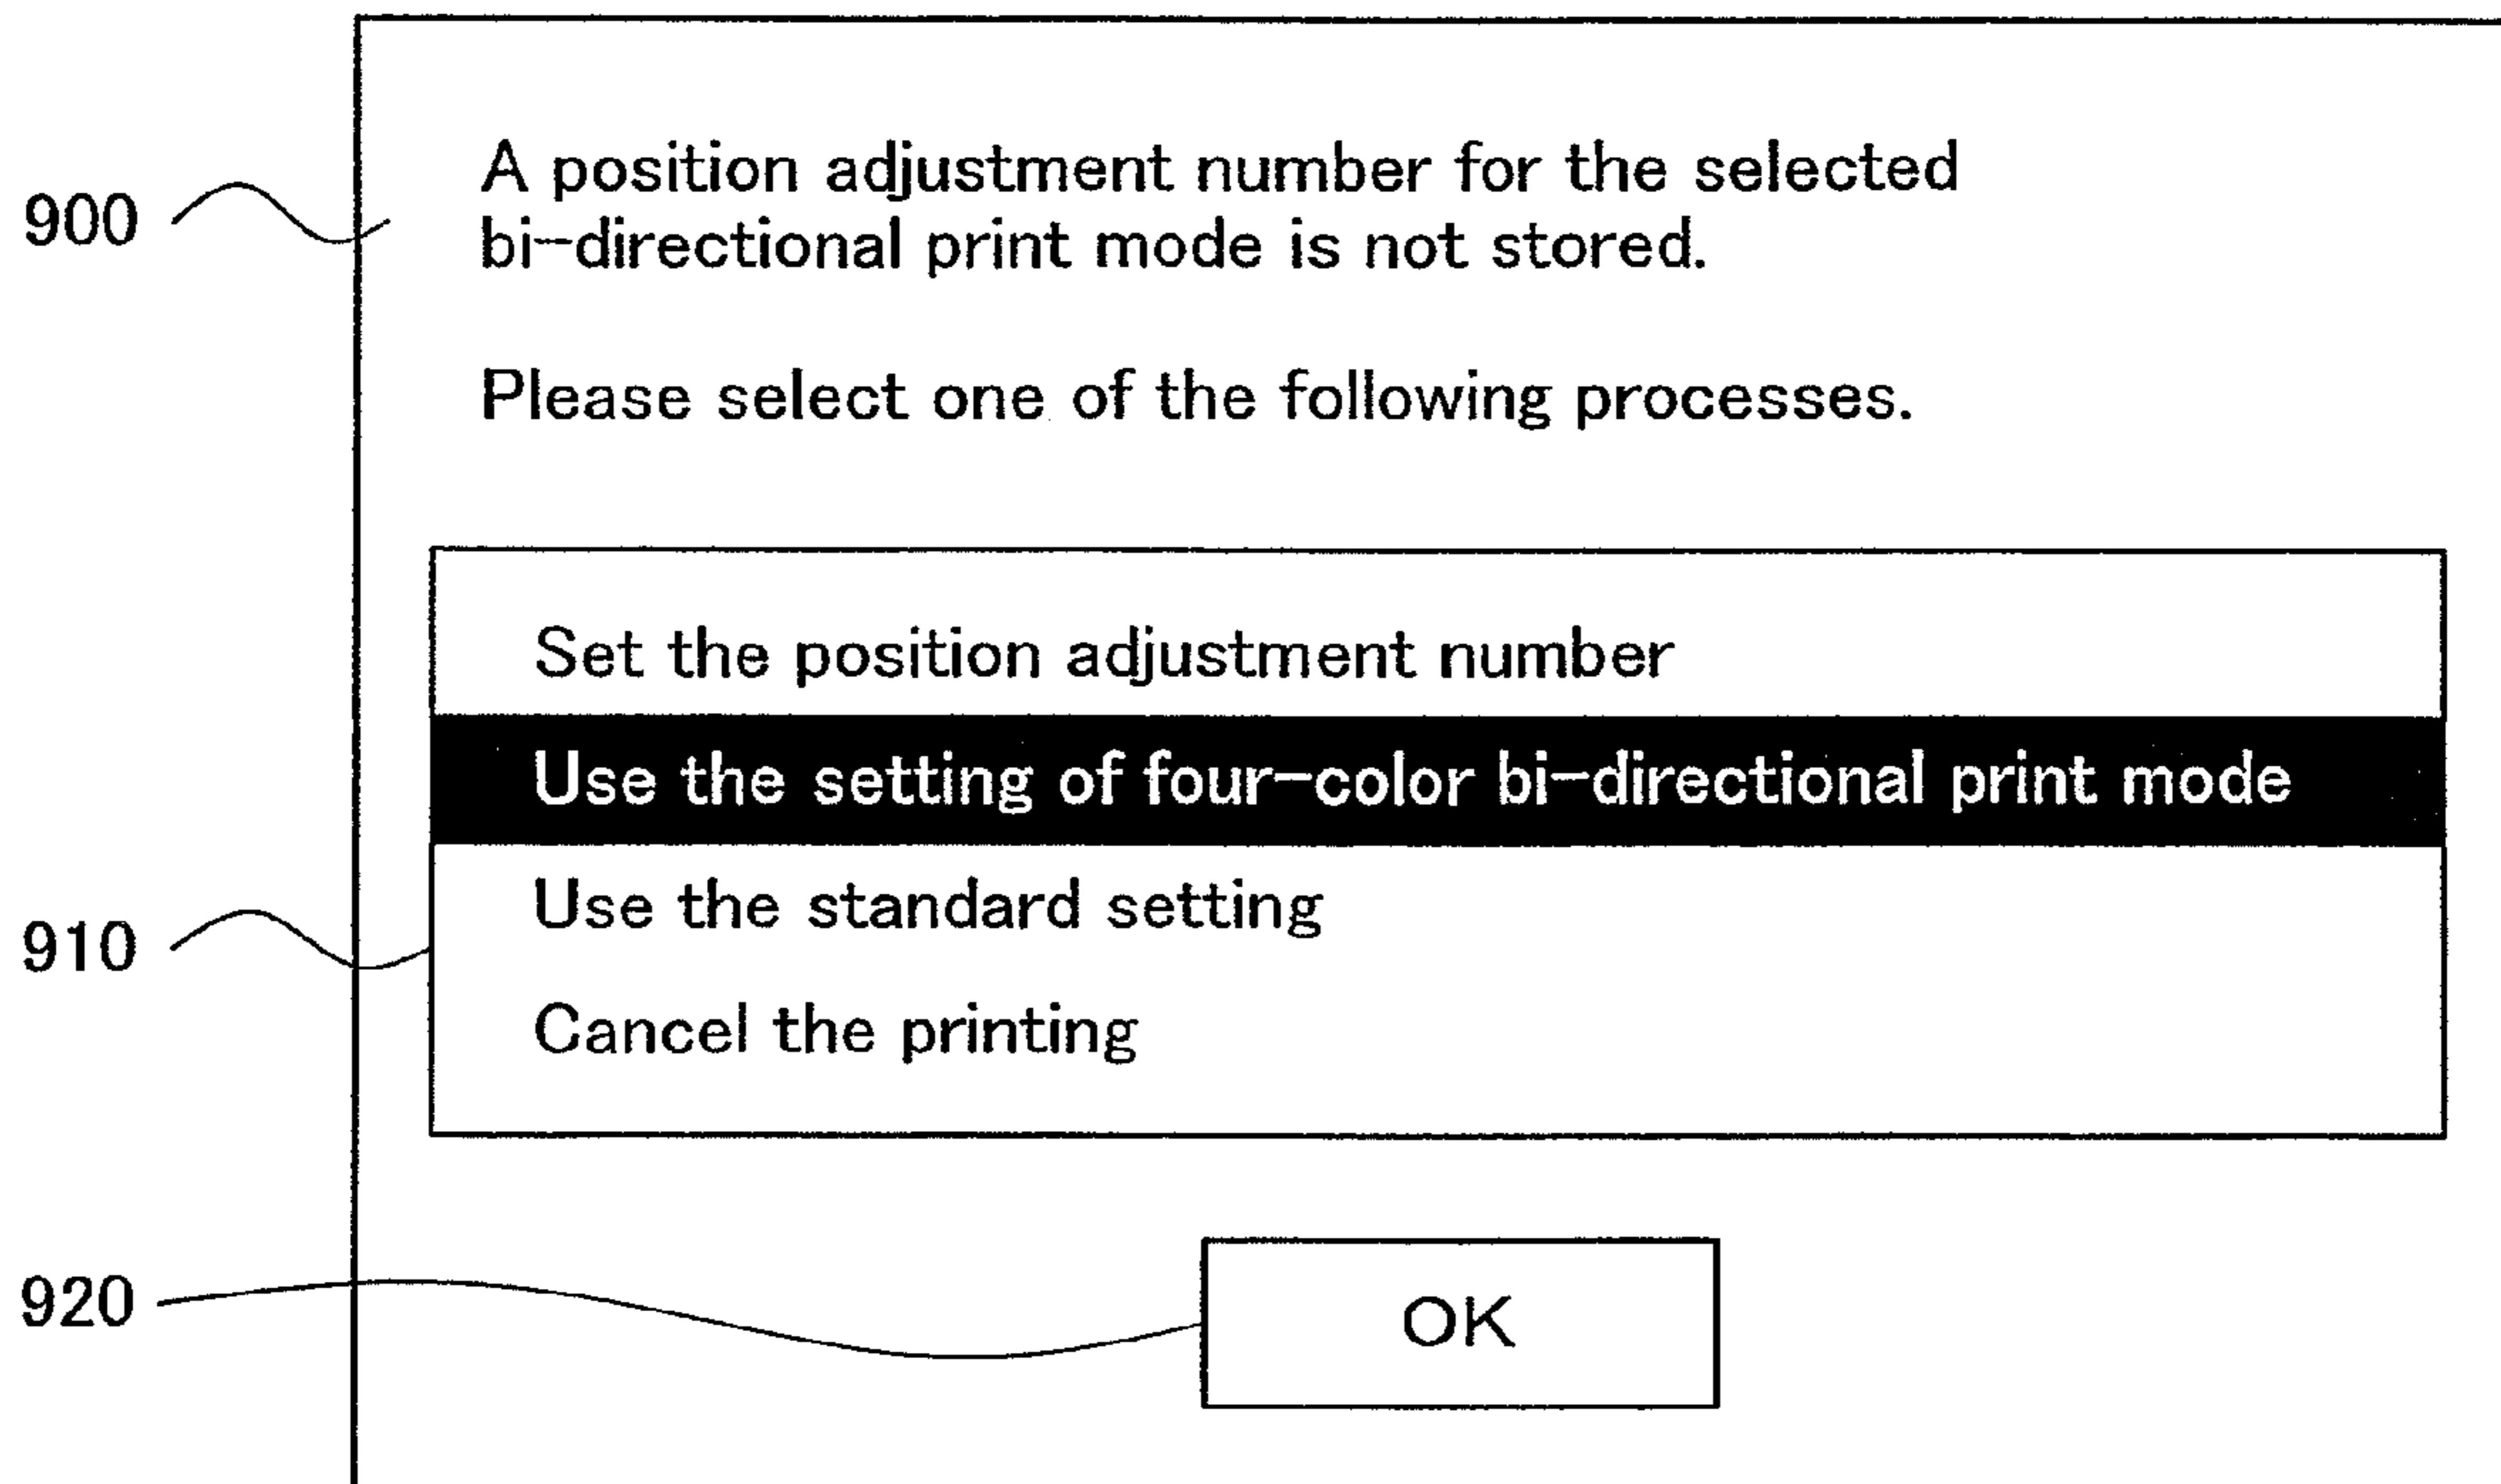 A position adjustment number for the selected
900
bi-directional print mode is not stored.
Please select one of the following processes.
Set the position adjustment number
Use the setting of four-color bi-directional print mode
Use the standard setting
910
Cancel the printing
920
OK